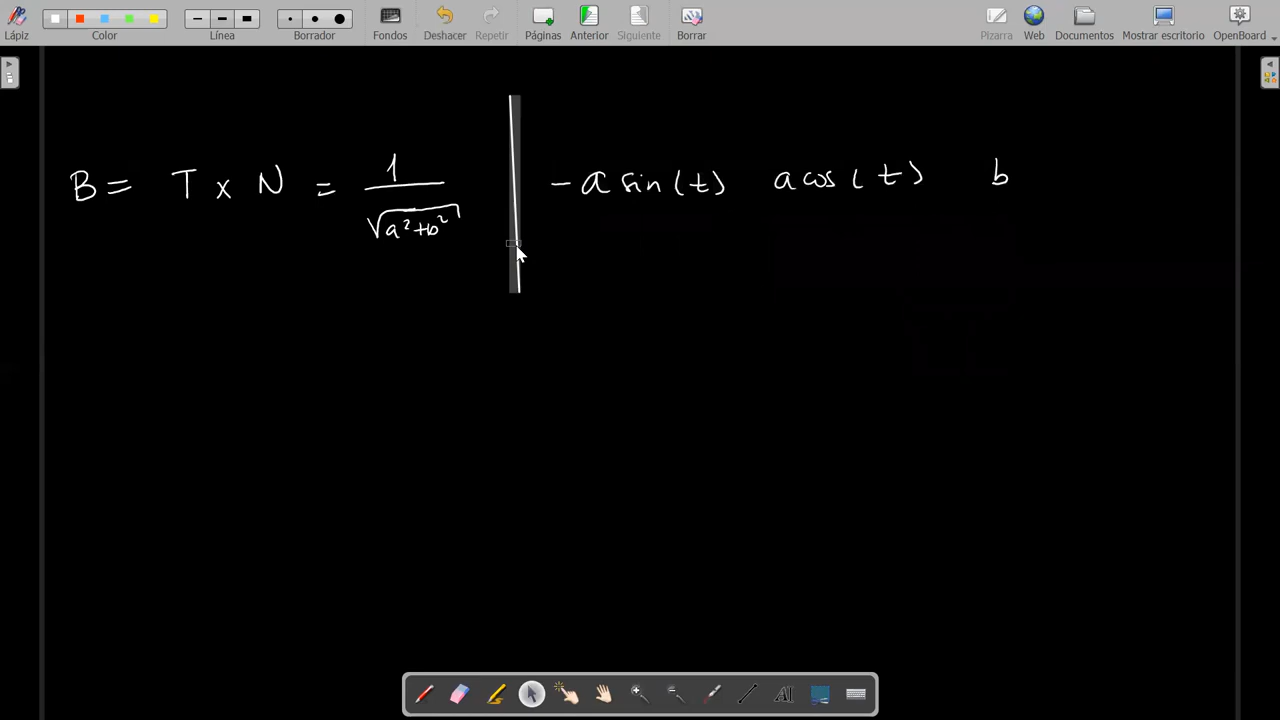 Lápiz Color Línea Borrador Fondos Deshacer Repetir Páginas Anterior Siguiente Borrar Pizarra Web Documentos Mostrar escritorio OpenBoard
B = T x N = 1/√(a²+b²) | -a sin(t) a cos(t) b